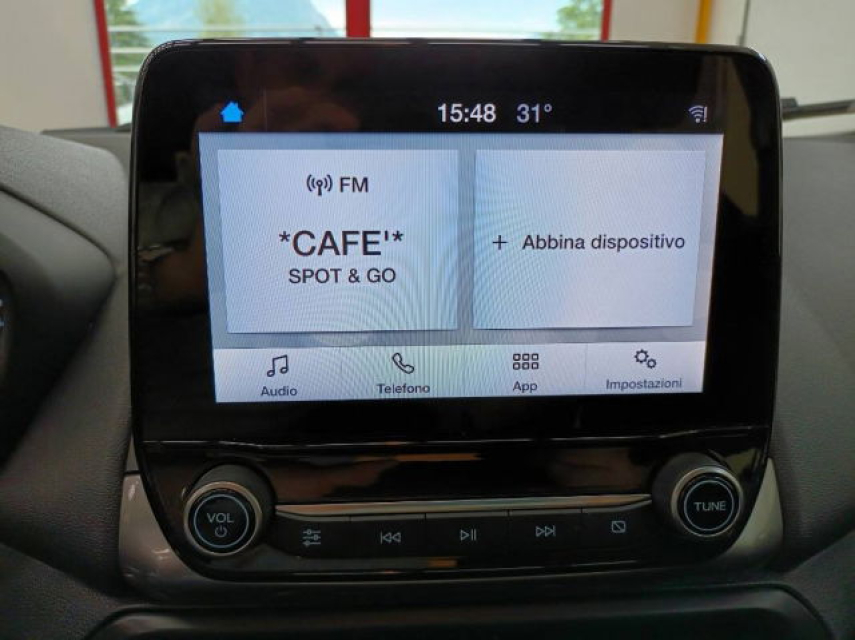 15:48 31°
FM
*CAFE'*
SPOT & GO
+ Abbina dispositivo
Audio
Telefono
App
Impostazioni
VOL
TUNE